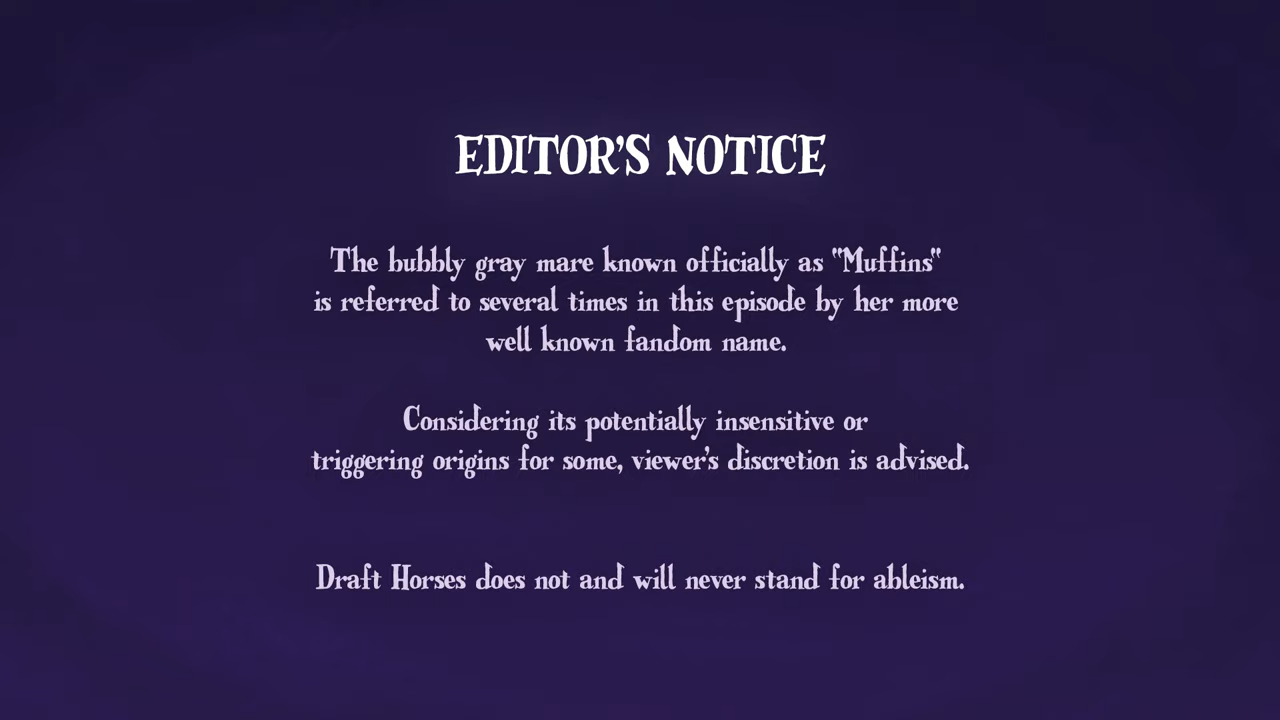 EDITOR'S NOTICE
The bubbly gray mare known officially as "Muffins"
is referred to several times in this episode by her more
well known fandom name.
Considering its potentially insensitive or
triggering origins for some, viewer's discretion is advised.
Draft Horses does not and will never stand for ableism.